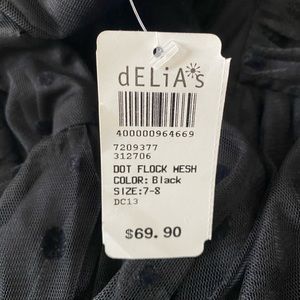 dELiA*s
400000964669
7209377
312706
DOT FLOCK MESH
COLOR: Black
SIZE:7-8
DC13
$69.90